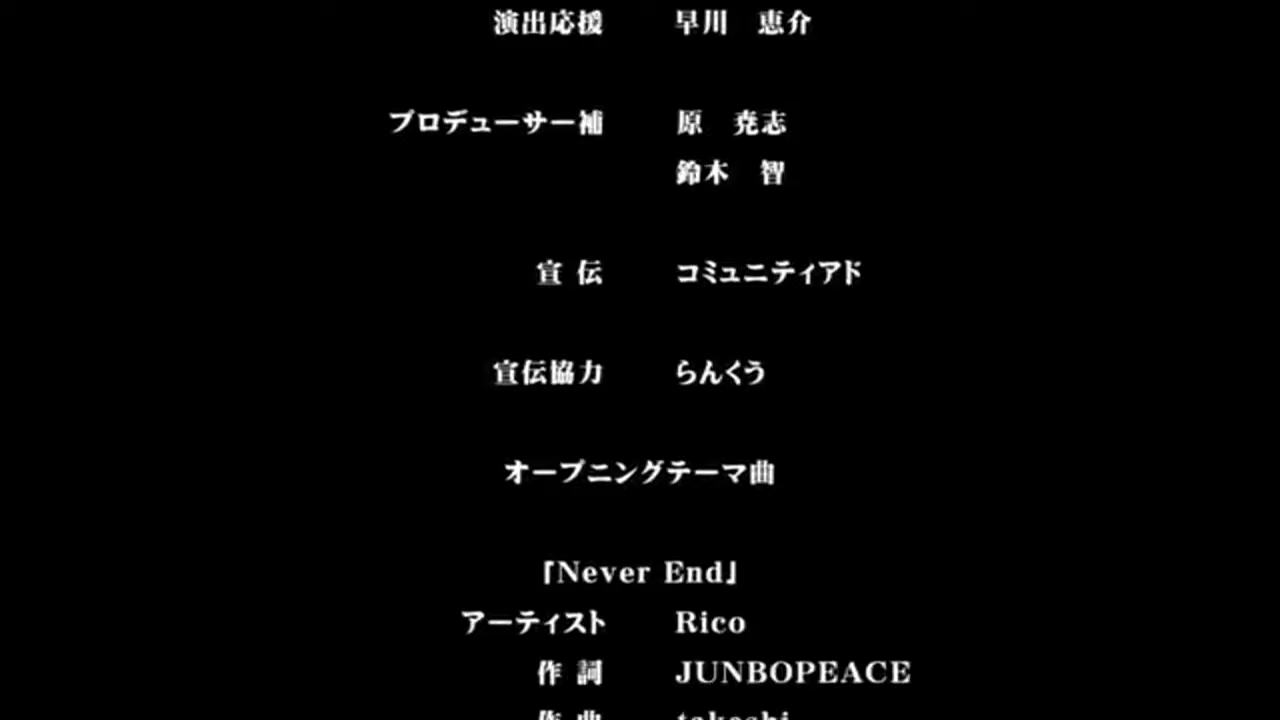 演出応援 早川 恵介
プロデューサー補 原 尭志
鈴木 智
宣伝 コミュニティアド
宣伝協力 らんくう
オープニングテーマ曲
『Never End』
アーティスト Rico
作詞 JUNBOPEACE
作曲 takeshi